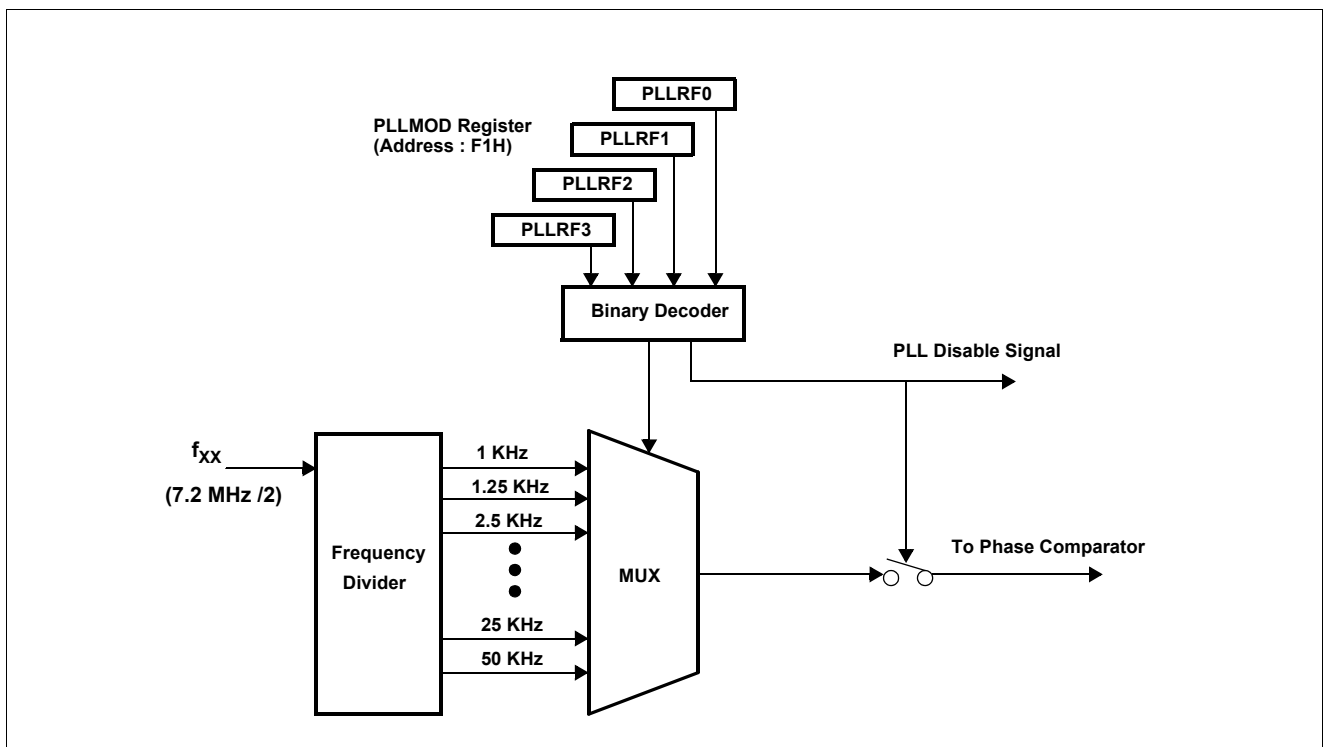 PLLRF0
PLLMOD Register
(Address : F1H)
PLLRF1
PLLRF2
PLLRF3
Binary Decoder
PLL Disable Signal
fXX
(7.2 MHz /2)
1 KHz
1.25 KHz
2.5 KHz
Frequency
Divider
MUX
To Phase Comparator
25 KHz
50 KHz